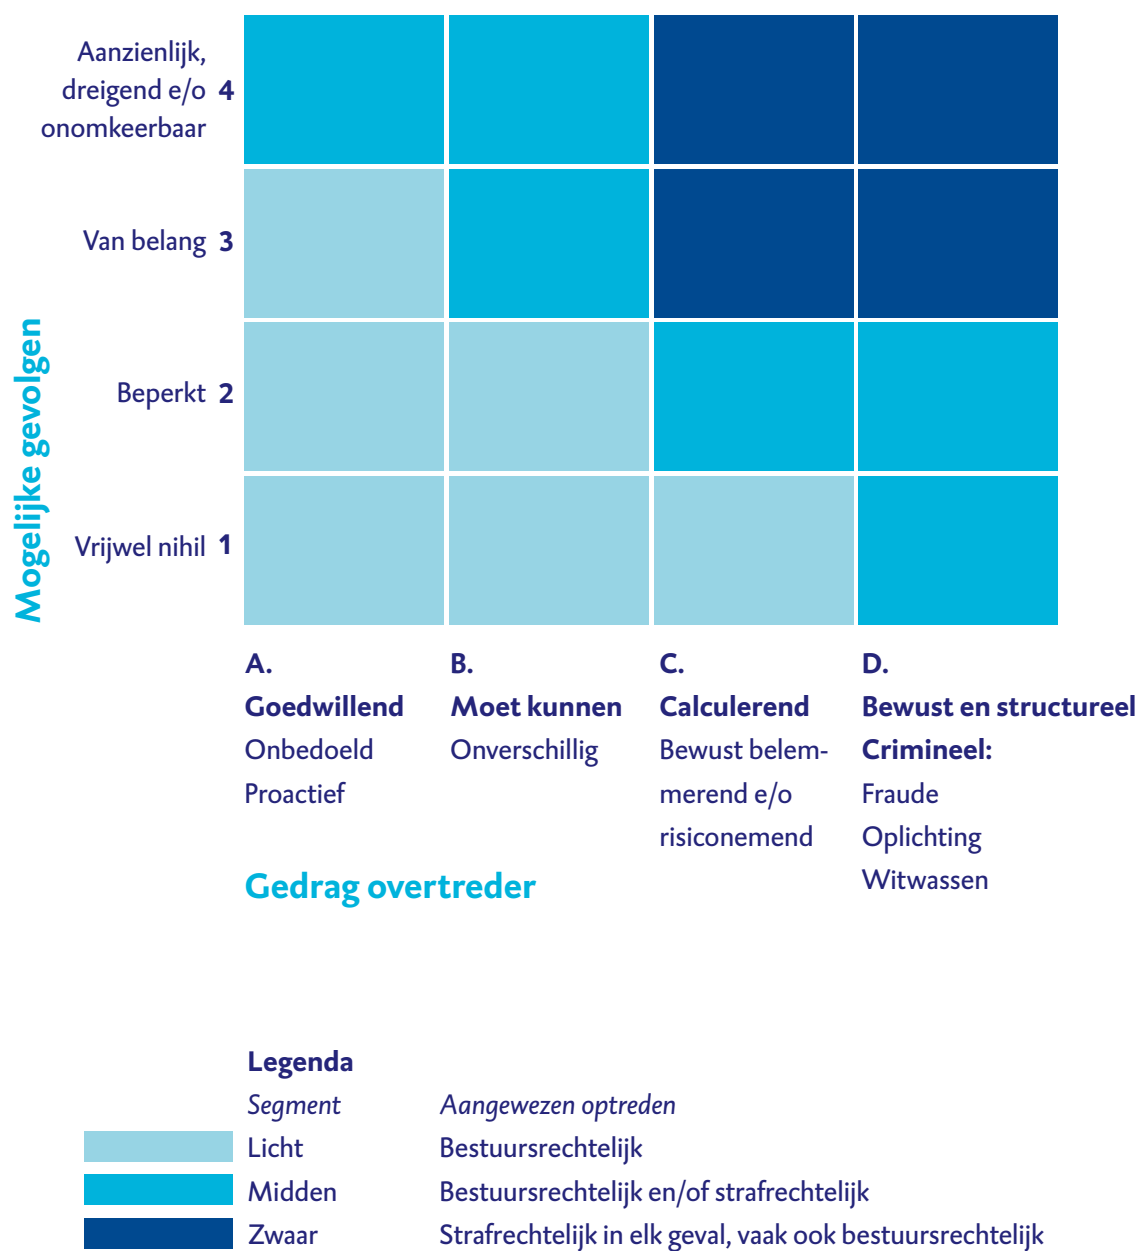 Aanzienlijk,
dreigend e/o 4
onomkeerbaar
Van belang 3
Beperkt 2
Vrijwel nihil 1
Mogelijke gevolgen
A.
Goedwillend
Onbedoeld
Proactief
B.
Moet kunnen
Onverschillig
C.
Calculerend
Bewust belem-
merend e/o
risiconemend
D.
Bewust en structureel
Crimineel:
Fraude
Oplichting
Witwassen
Gedrag overtreder
Legenda
Segment Aangewezen optreden
Licht Bestuursrechtelijk
Midden Bestuursrechtelijk en/of strafrechtelijk
Zwaar Strafrechtelijk in elk geval, vaak ook bestuursrechtelijk